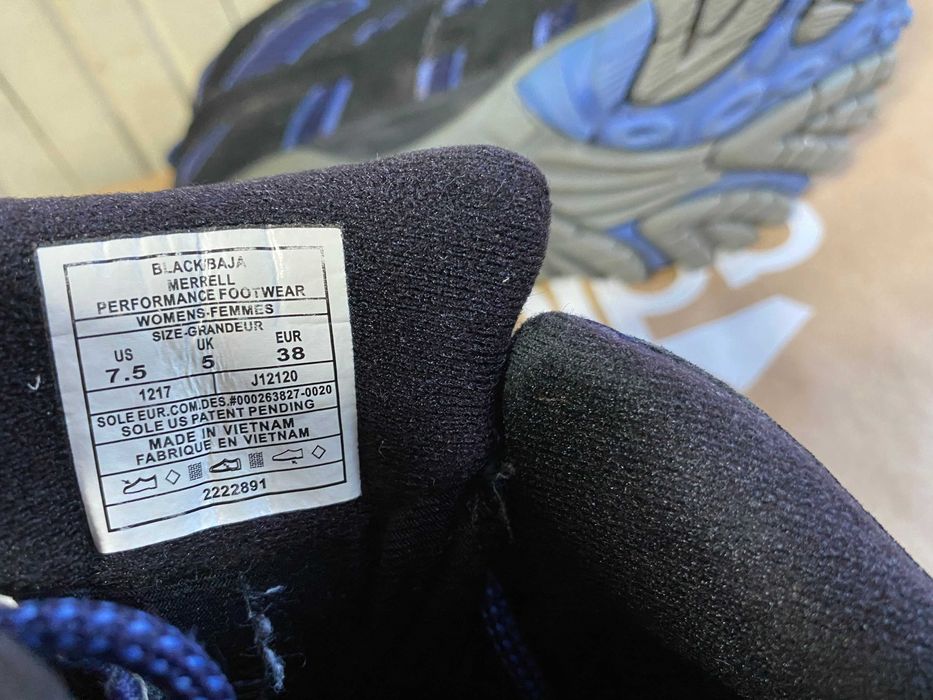 BLACK/BAJA
MERRELL
PERFORMANCE FOOTWEAR
WOMENS-FEMMES
SIZE-GRANDEUR
US UK EUR
7.5 5 38
1217 J12120
SOLE EUR.COM.DES.#000263827-0020
SOLE US PATENT PENDING
MADE IN VIETNAM
FABRIQUE EN VIETNAM
2222891